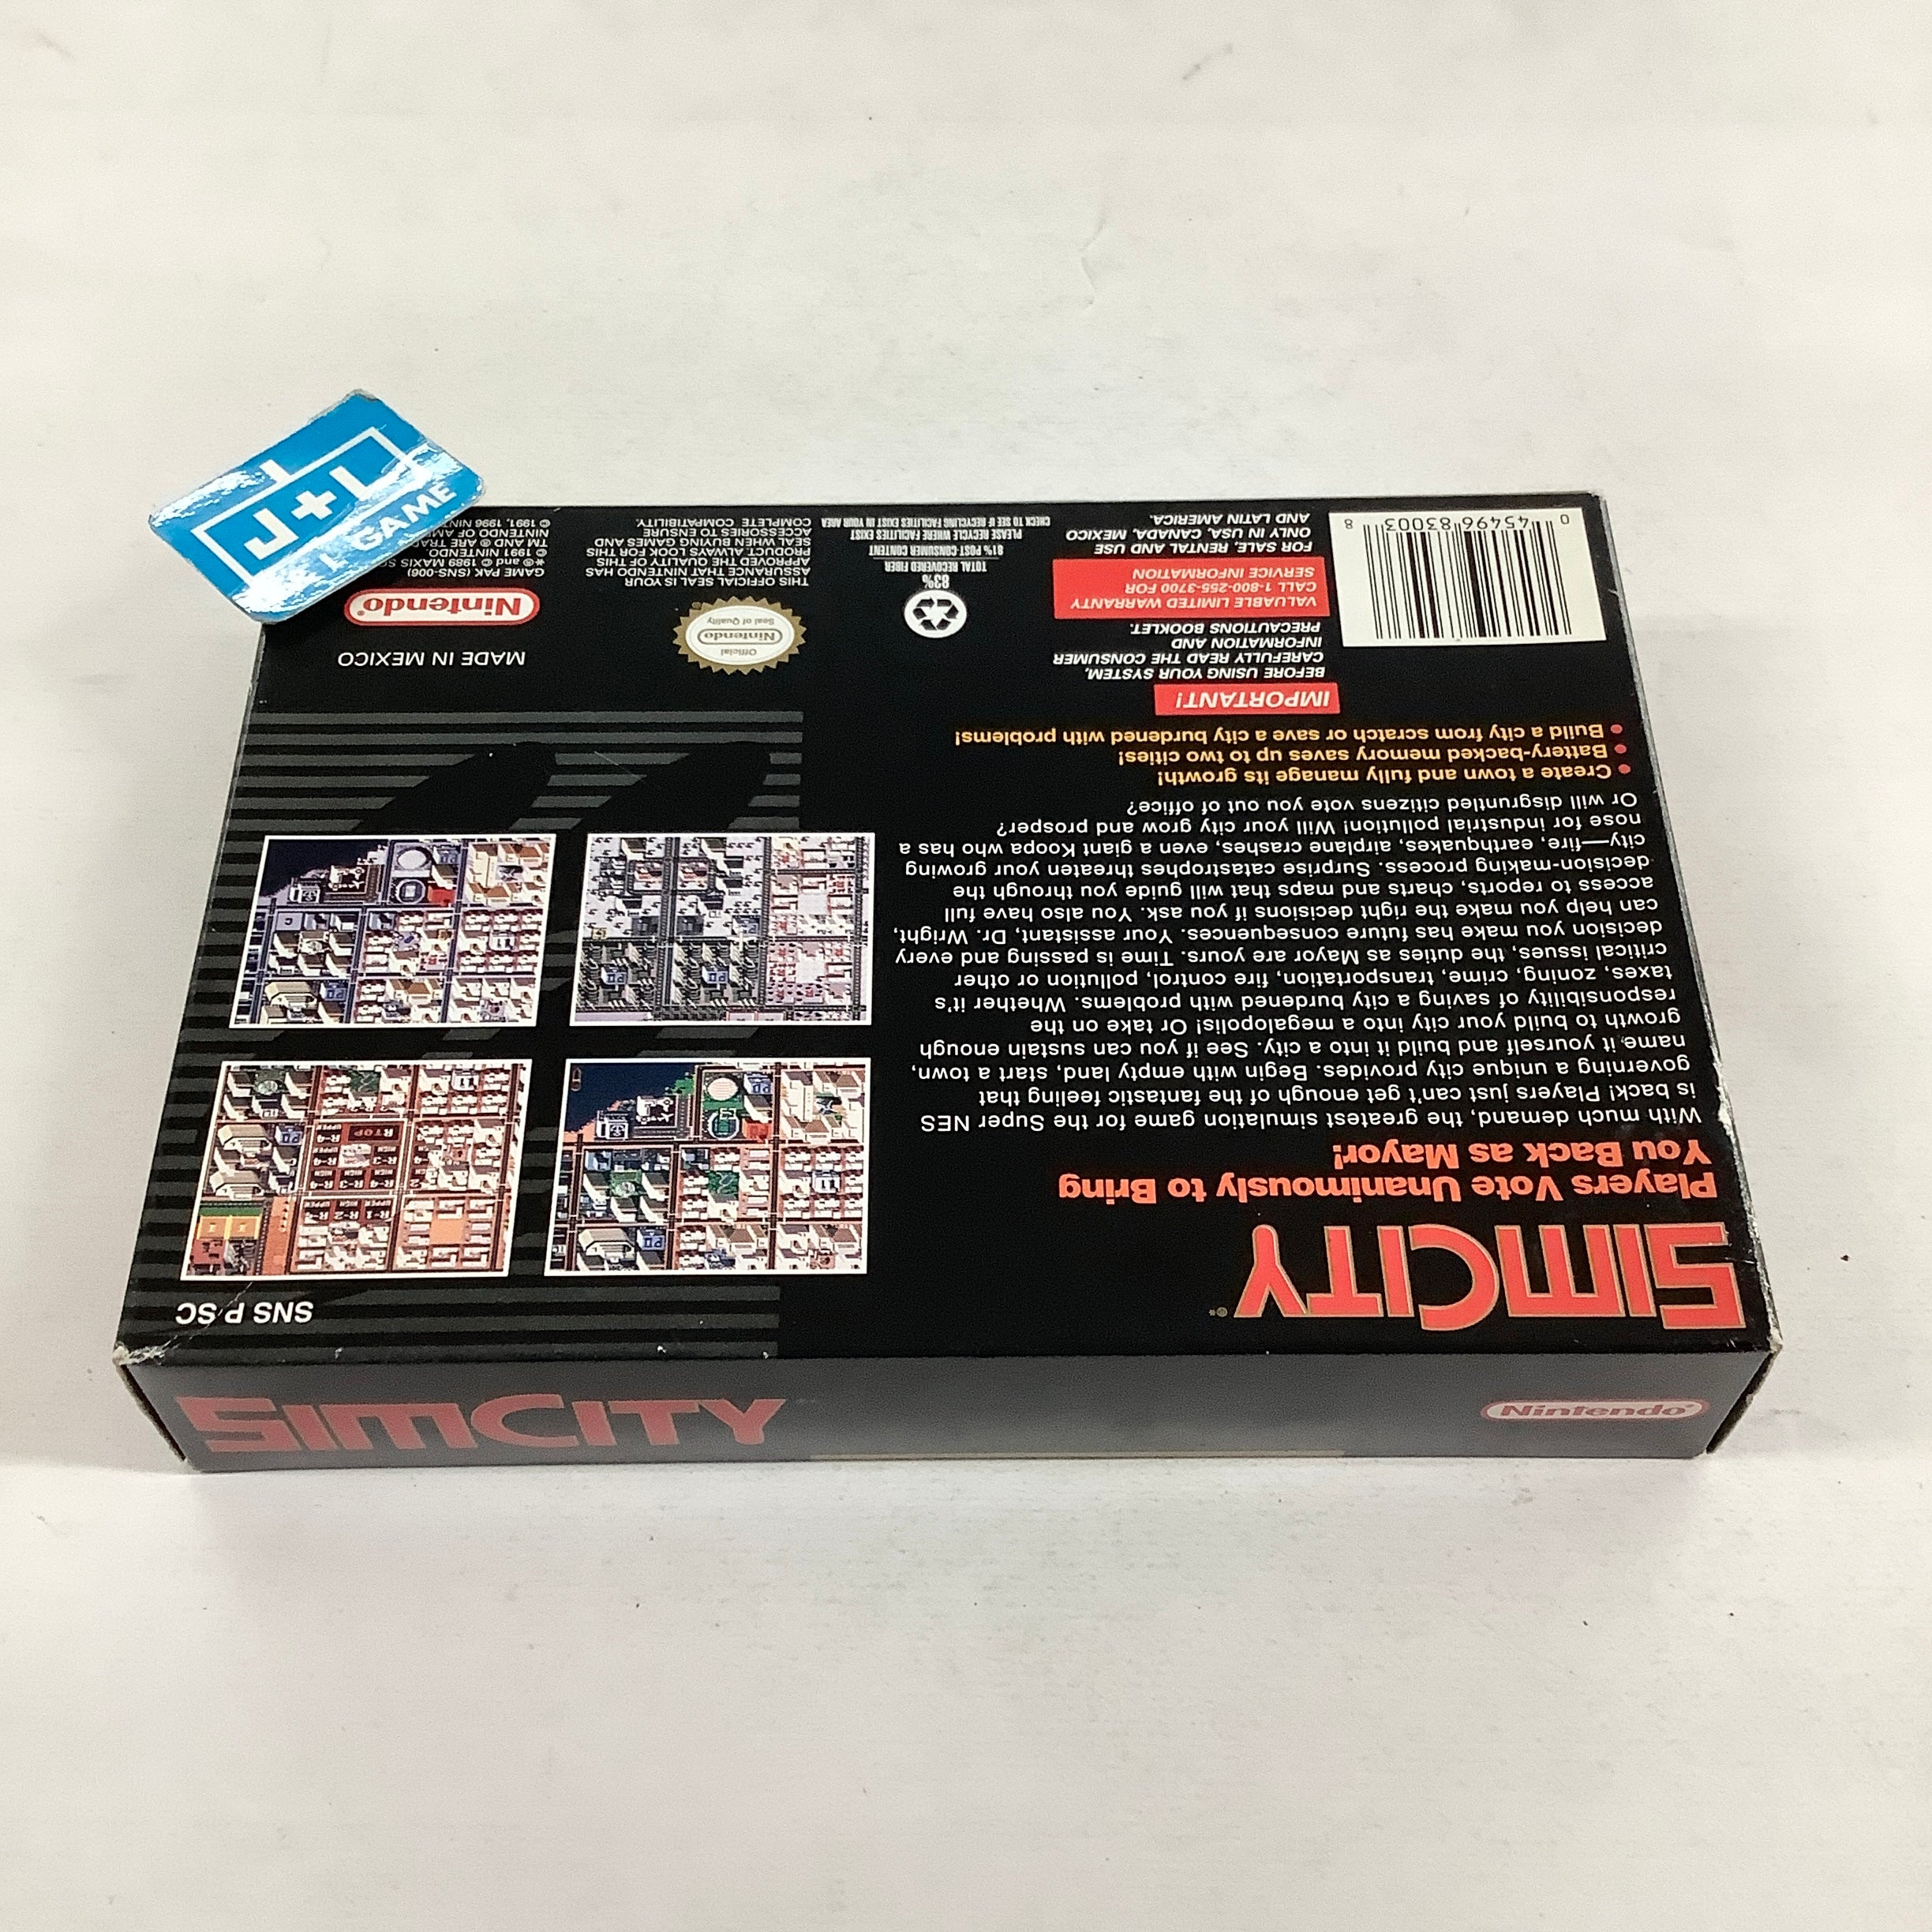 SIMCITY
Players Vote Unanimously to Bring
You Back as Mayor!
With much demand, the greatest simulation game for the Super NES
is back! Players just can't get enough of the fantastic feeling that
governing a unique city provides. Begin with empty land, start a town,
name it yourself and build it into a city. See if you can sustain enough
growth to build your city into a megalopolis! Or take on the
responsibility of saving a city burdened with problems. Whether it's
taxes, zoning, crime, transportation, fire control, pollution or other
critical issues, the duties as Mayor are yours. Time is passing and every
decision you make has future consequences. Your assistant, Dr. Wright,
can help you make the right decisions if you ask. You also have full
access to reports, charts and maps that will guide you through the
decision-making process. Surprise catastrophes threaten your growing
city—fire, earthquakes, airplane crashes, even a giant Koopa who has a
nose for industrial pollution! Will your city grow and prosper?
Or will disgruntled citizens vote you out of office?
• Create a town and fully manage its growth!
• Battery-backed memory saves up to two cities!
• Build a city from scratch or save a city burdened with problems!
SNS P SC
IMPORTANT!
BEFORE USING YOUR SYSTEM,
CAREFULLY READ THE CONSUMER
INFORMATION AND
PRECAUTIONS BOOKLET.
VALUABLE LIMITED WARRANTY
CALL 1-800-255-3700 FOR
SERVICE INFORMATION
FOR SALE, RENTAL AND USE
ONLY IN USA, CANADA, MEXICO
AND LATIN AMERICA.
0 45496 83003 8
83%
TOTAL RECOVERED FIBER
81% POST-CONSUMER CONTENT
PLEASE RECYCLE WHERE FACILITIES EXIST
CHECK TO SEE IF RECYCLING FACILITIES EXIST IN YOUR AREA
Official
Nintendo
Seal of Quality
THIS OFFICIAL SEAL IS YOUR
ASSURANCE THAT NINTENDO HAS
APPROVED THE QUALITY OF THIS
PRODUCT. ALWAYS LOOK FOR THIS
SEAL WHEN BUYING GAMES AND
ACCESSORIES TO ENSURE
COMPLETE COMPATIBILITY.
MADE IN MEXICO
Nintendo®
GAME PAK (SNS-006)
*® and © 1989 MAXIS
© 1991 NINTENDO.
TM AND ® ARE
NINTENDO OF
© 1991, 1996
J+L
GAME
SIMCITY
Nintendo®